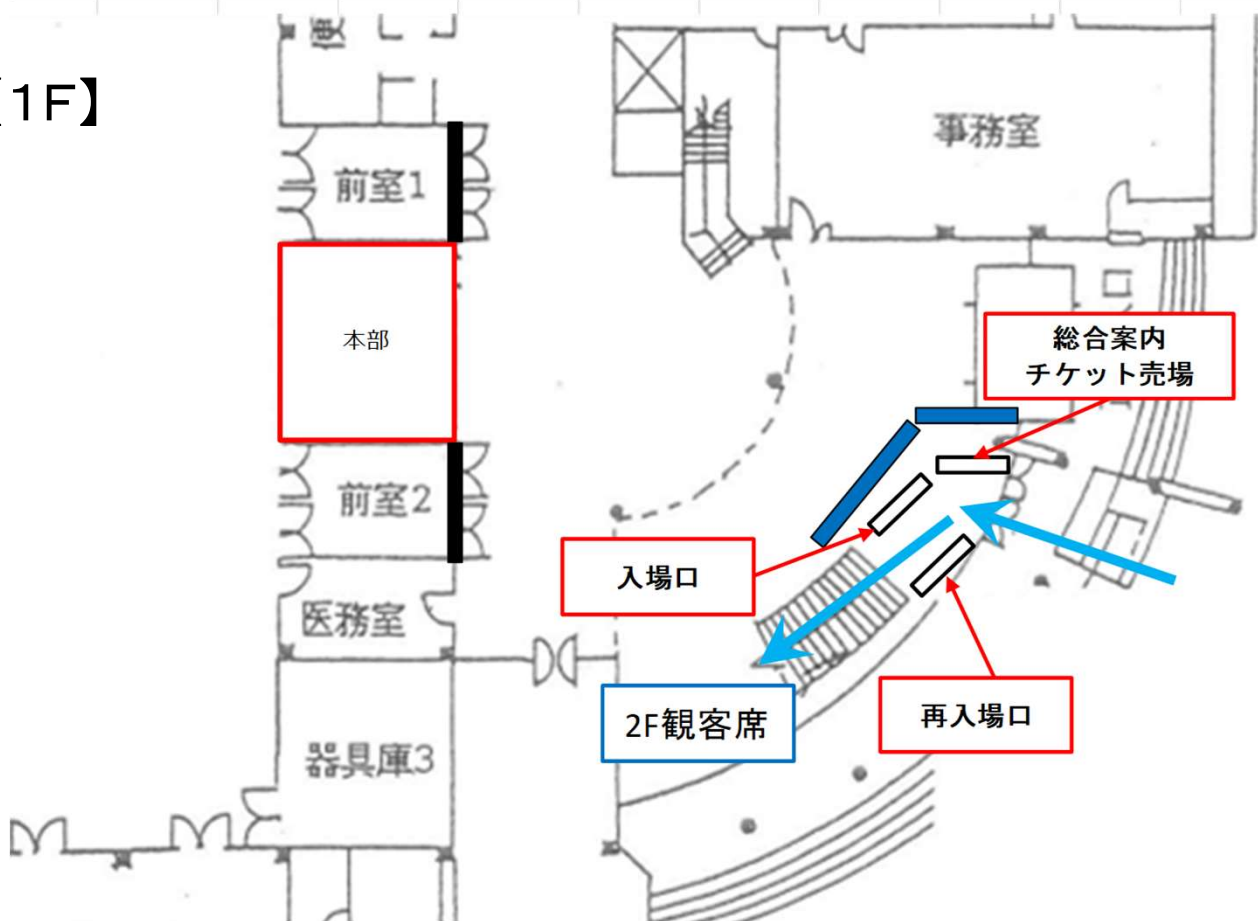 1F】
便
前室1
事務室
本部
総合案内
チケット売場
前室2
入場口
医務室
2F観客席
再入場口
器具庫3